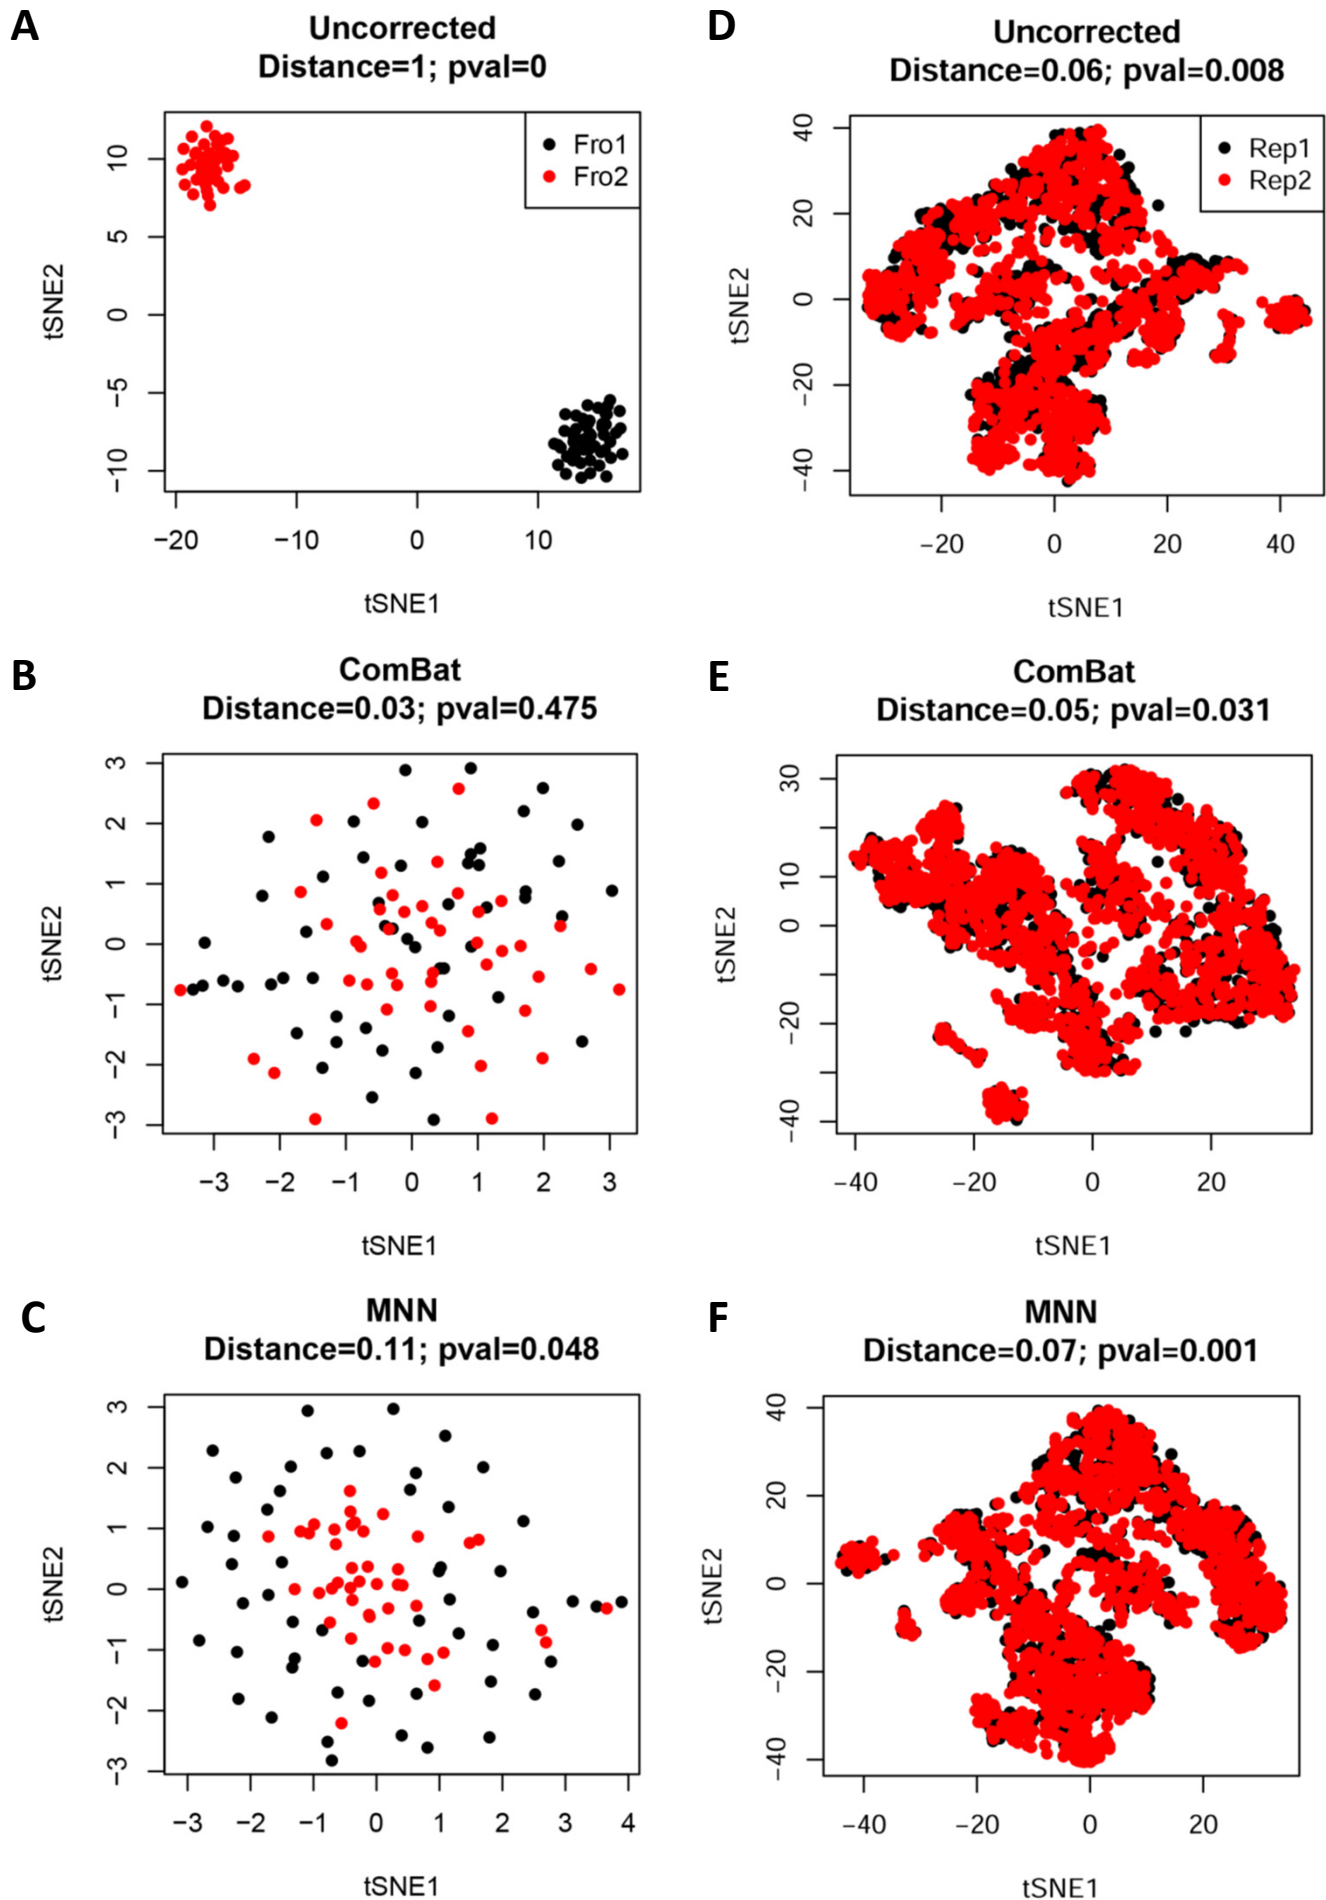 A
Uncorrected
Distance=1; pval=0
Fro1
Fro2
tSNE2
10
5
0
−5
−10
−20 −10 0 10
tSNE1
D
Uncorrected
Distance=0.06; pval=0.008
Rep1
Rep2
tSNE2
40
20
0
−20
−40
−20 0 20 40
tSNE1
B
ComBat
Distance=0.03; pval=0.475
tSNE2
3
2
1
0
−1
−2
−3
−3 −2 −1 0 1 2 3
tSNE1
E
ComBat
Distance=0.05; pval=0.031
tSNE2
30
10
0
−20
−40
−40 −20 0 20
tSNE1
C
MNN
Distance=0.11; pval=0.048
tSNE2
3
2
1
0
−1
−2
−3
−3 −2 −1 0 1 2 3 4
tSNE1
F
MNN
Distance=0.07; pval=0.001
tSNE2
40
20
0
−20
−40
−40 −20 0 20
tSNE1